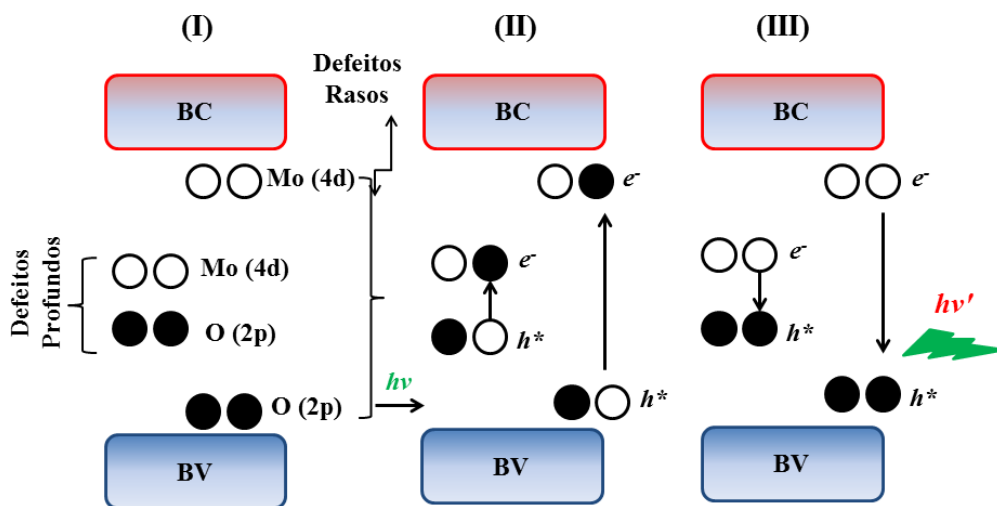 (I)
(II)
(III)
Defeitos
Rasos
BC
BC
BC
Mo (4d)
e-
e-
Defeitos
Profundos
Mo (4d)
e-
e-
O (2p)
h*
h*
hν
hν'
O (2p)
h*
h*
BV
BV
BV